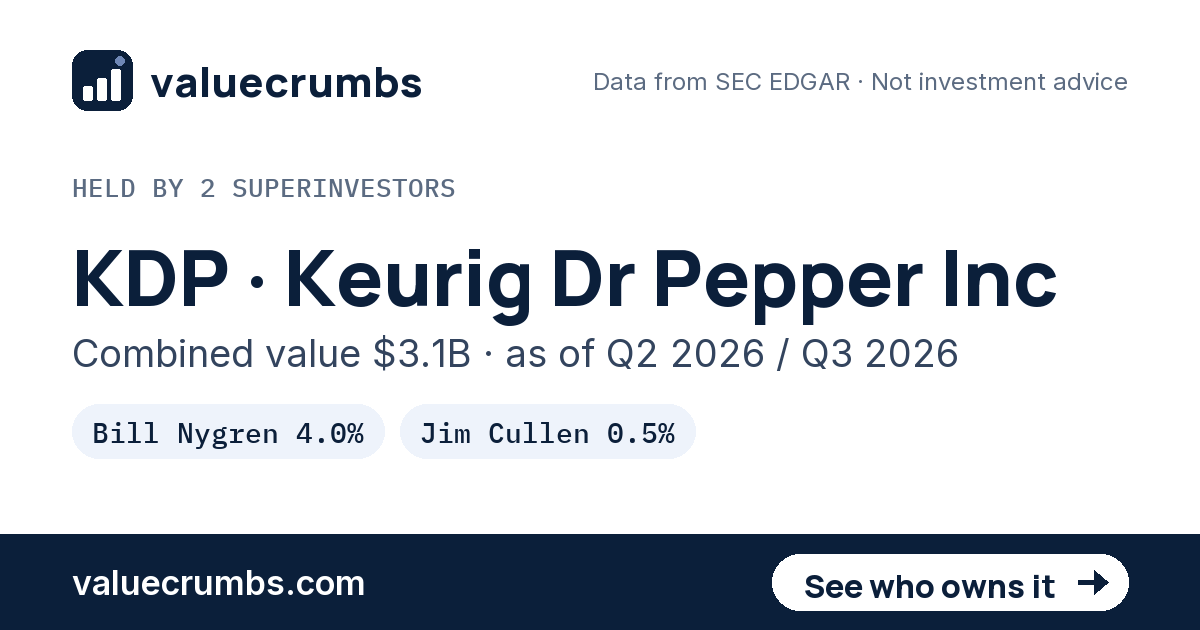 valuecrumbs
Data from SEC EDGAR · Not investment advice
HELD BY 2 SUPERINVESTORS
KDP · Keurig Dr Pepper Inc
Combined value $3.1B · as of Q2 2026 / Q3 2026
Bill Nygren 4.0%
Jim Cullen 0.5%
valuecrumbs.com
See who owns it →